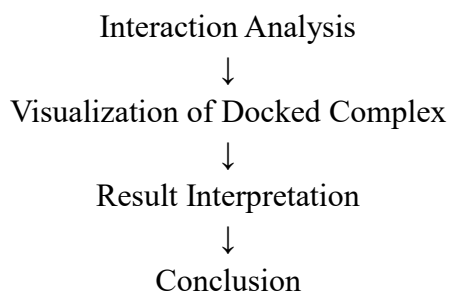 Interaction Analysis
↓
Visualization of Docked Complex
↓
Result Interpretation
↓
Conclusion